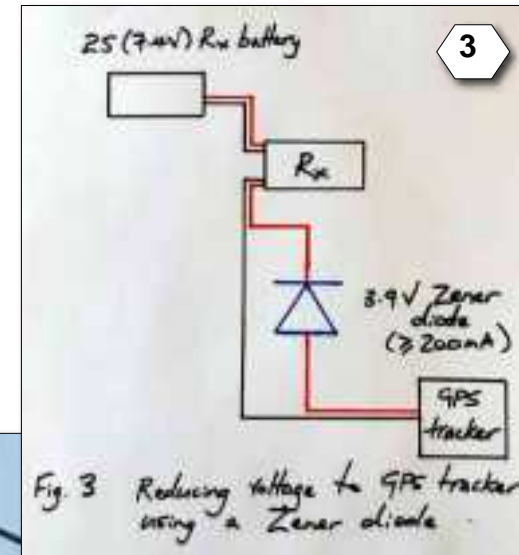 2S (7.4V) Rx battery
3
Rx
3.9V Zener
diode
(≥200mA)
GPS
tracker
Fig. 3 Reducing voltage to GPS tracker
using a Zener diode.